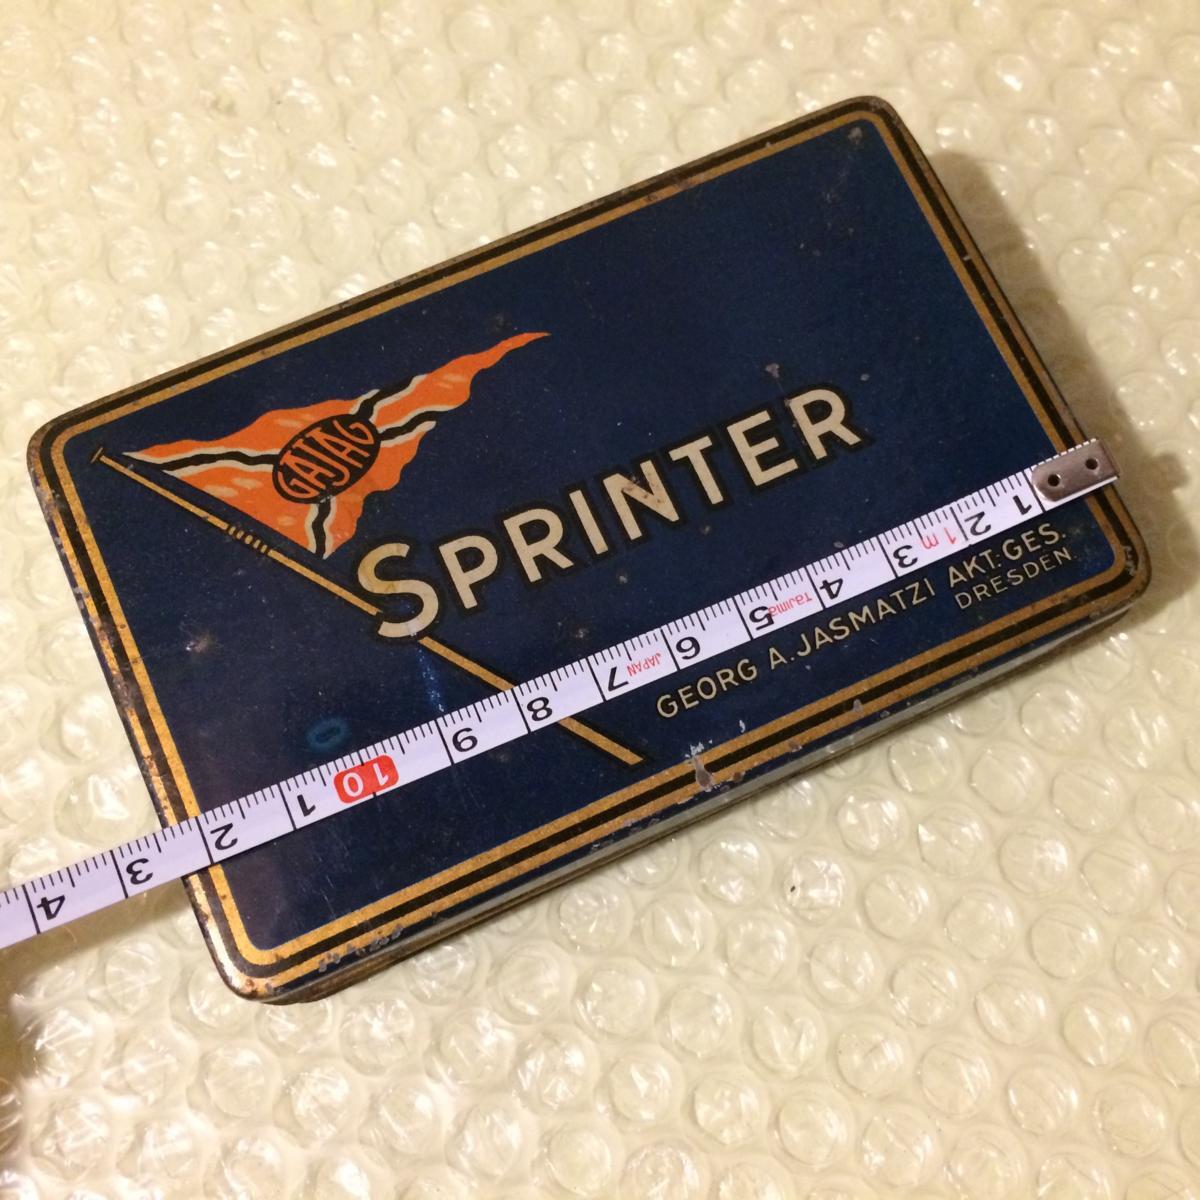 GAJAG
SPRINTER
GEORG A. JASMATZI AKT: GES.
DRESDEN.
1 2 1m 3 4 5 Tajima 6 7 JAPAN 8 9 10 1 2 3 4